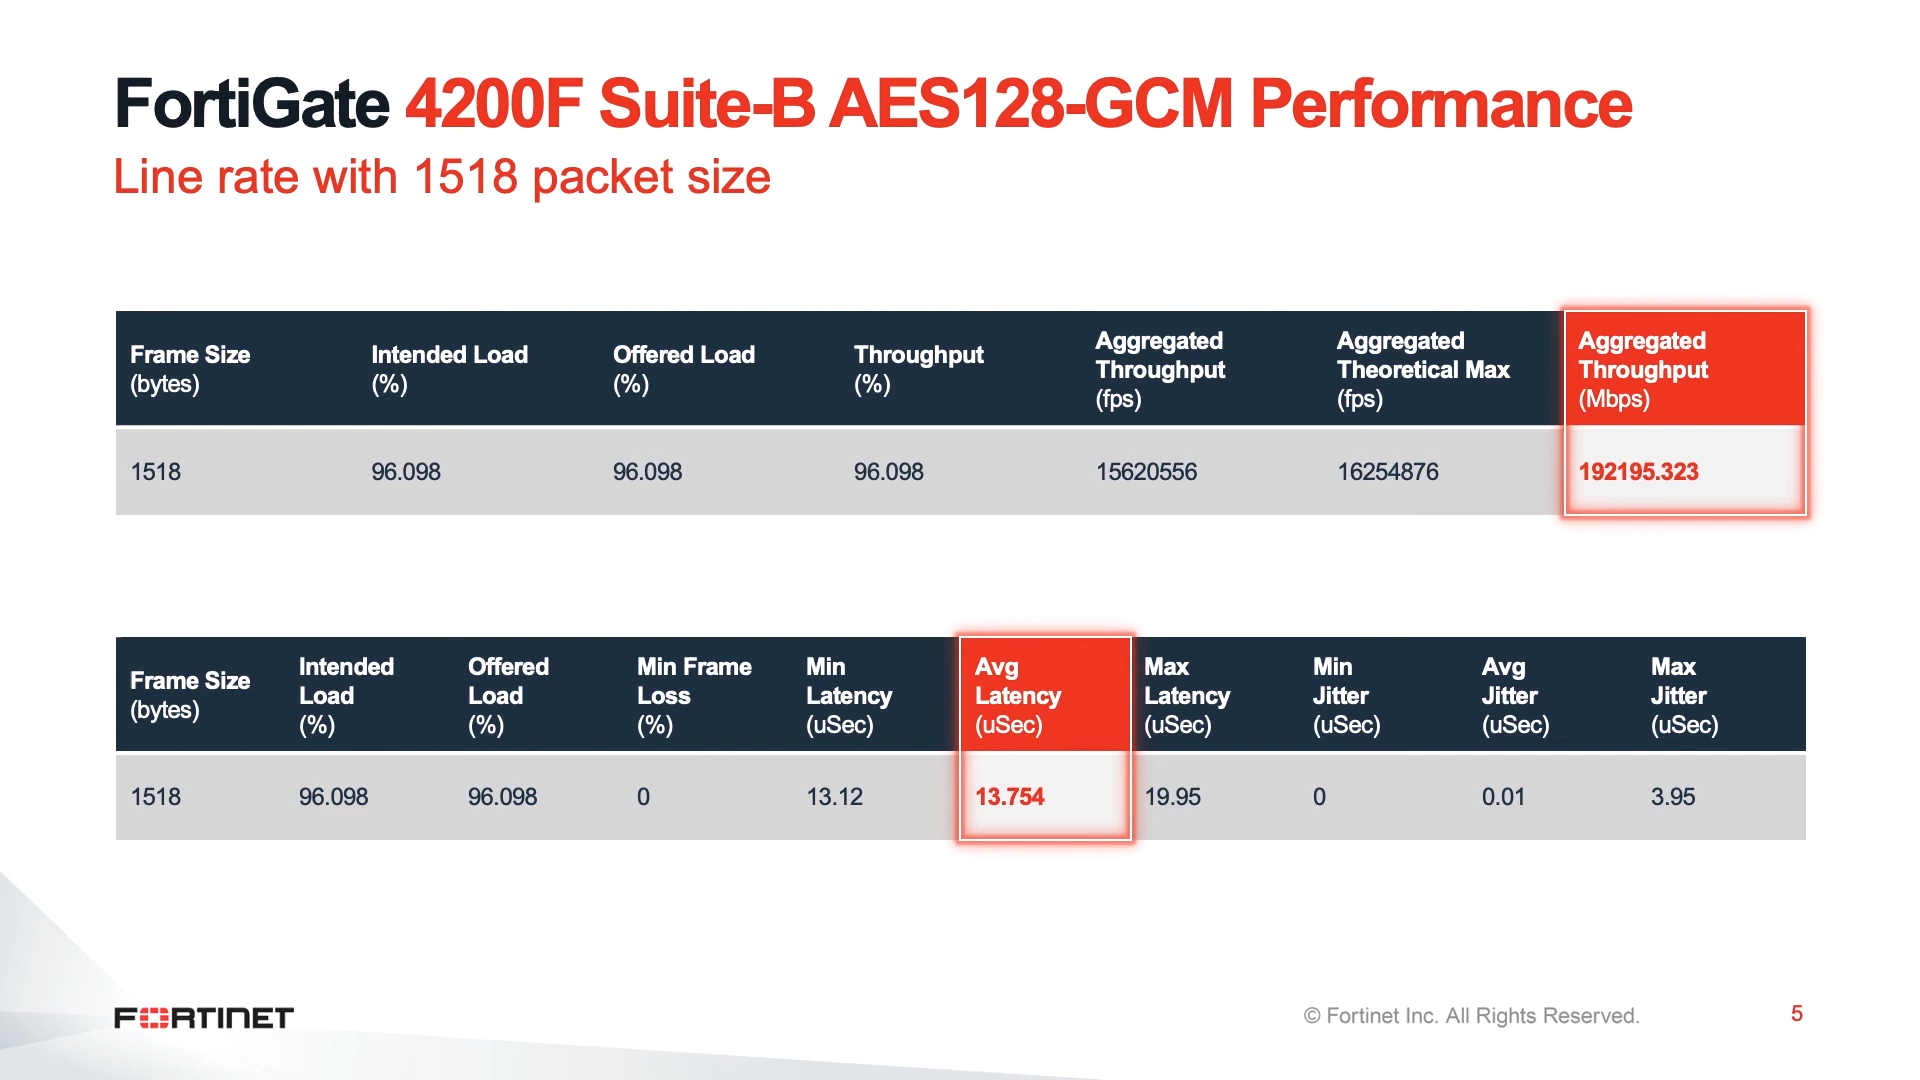 FortiGate 4200F Suite-B AES128-GCM Performance
Line rate with 1518 packet size
Frame Size (bytes) Intended Load (%) Offered Load (%) Throughput (%) Aggregated Throughput (fps) Aggregated Theoretical Max (fps) Aggregated Throughput (Mbps)
1518 96.098 96.098 96.098 15620556 16254876 192195.323
Frame Size (bytes) Intended Load (%) Offered Load (%) Min Frame Loss (%) Min Latency (uSec) Avg Latency (uSec) Max Latency (uSec) Min Jitter (uSec) Avg Jitter (uSec) Max Jitter (uSec)
1518 96.098 96.098 0 13.12 13.754 19.95 0 0.01 3.95
FORTINET
© Fortinet Inc. All Rights Reserved.
5